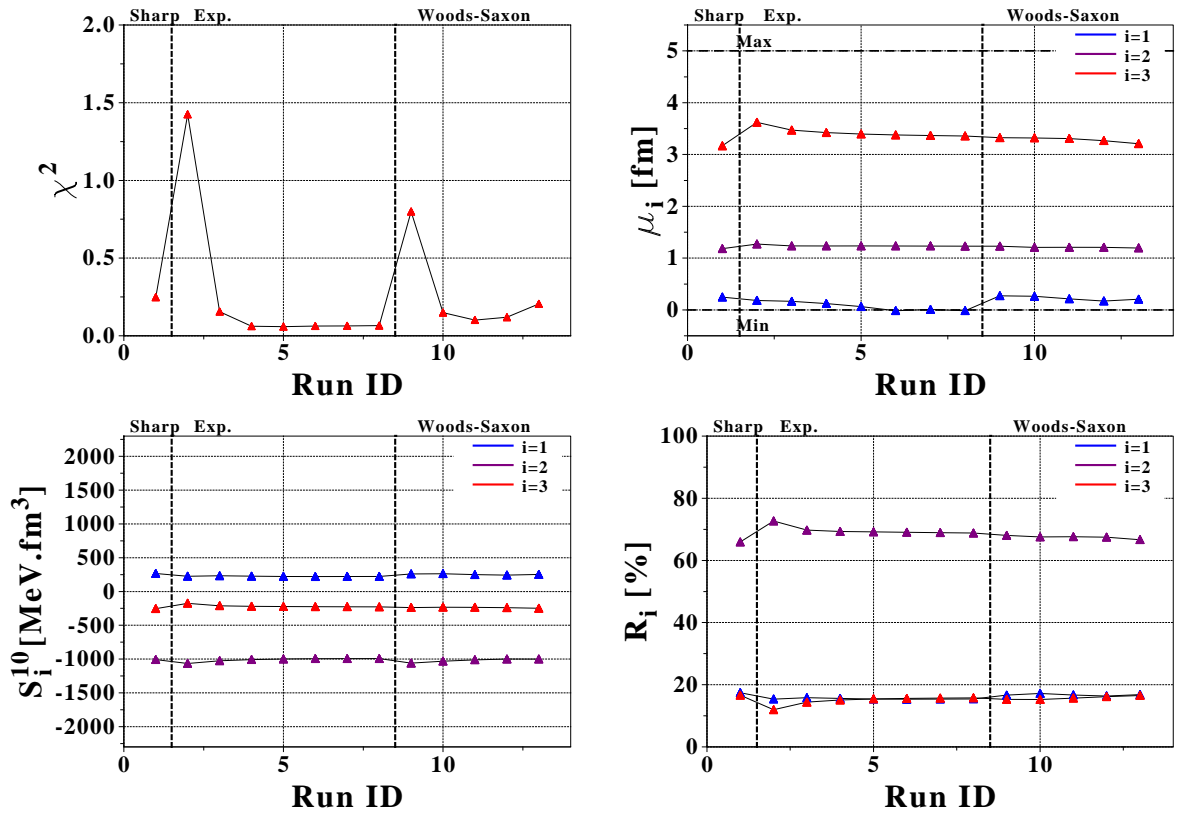 Sharp Exp. Woods-Saxon
2.0
1.5
1.0
0.5
0.0
χ²
0 5 10
Run ID
Sharp Exp. Woods-Saxon
Max
i=1
i=2
i=3
5
4
3
2
1
0
Min
μᵢ [fm]
0 5 10
Run ID
Sharp Exp. Woods-Saxon
i=1
i=2
i=3
2000
1500
1000
500
0
-500
-1000
-1500
-2000
Sᵢ¹⁰[MeV.fm³]
0 5 10
Run ID
Sharp Exp. Woods-Saxon
i=1
i=2
i=3
100
80
60
40
20
0
Rᵢ [%]
0 5 10
Run ID